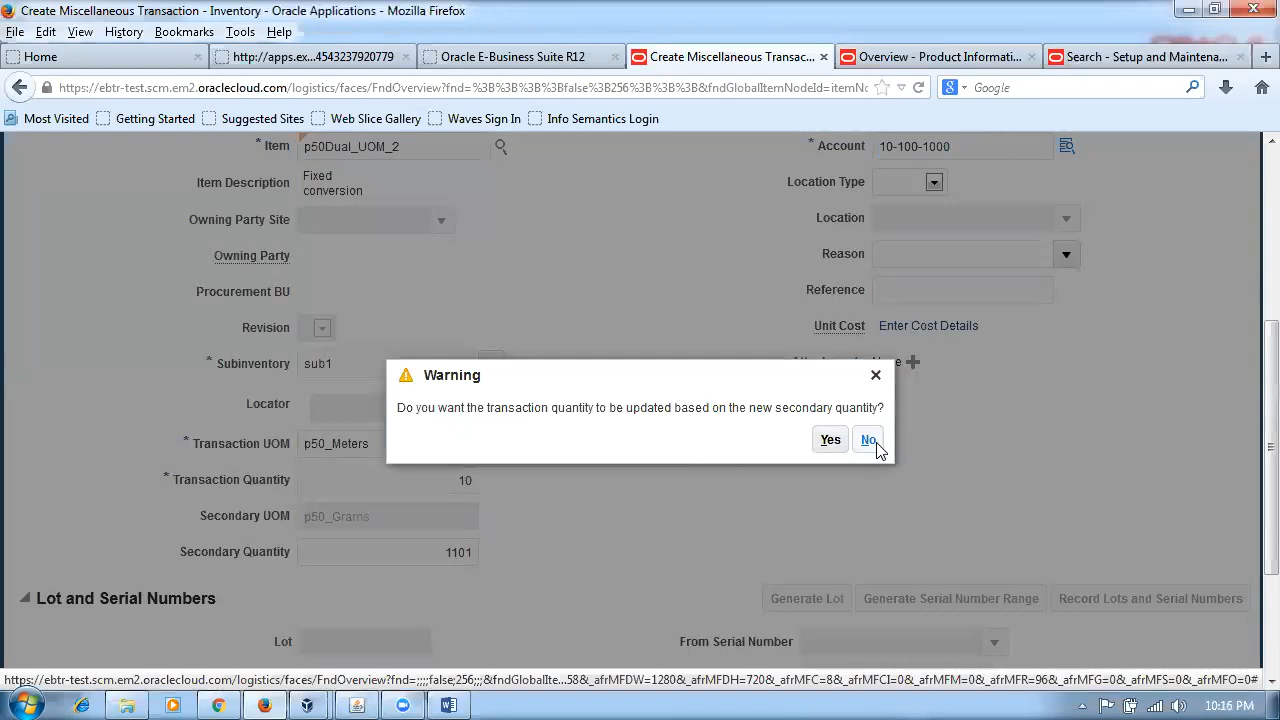 Create Miscellaneous Transaction - Inventory - Oracle Applications - Mozilla Firefox
File Edit View History Bookmarks Tools Help
Home http://apps.ex...4543237920779 Oracle E-Business Suite R12 Create Miscellaneous Transac... Overview - Product Informati... Search - Setup and Maintena...
https://ebtr-test.scm.em2.oraclecloud.com/logistics/faces/FndOverview?fnd=%3B%3B%3B%3Bfalse%3B256%3B%3B%3B&fndGlobalItemNodeId=itemNo Google
Most Visited Getting Started Suggested Sites Web Slice Gallery Waves Sign In Info Semantics Location
* Item p50Dual_UOM_2 * Account 10-100-1000
Item Description Fixed conversion Location Type
Owning Party Site Location
Owning Party Reason
Procurement BU Reference
Revision Unit Cost Enter Cost Details
* Subinventory sub1
Warning
Do you want the transaction quantity to be updated based on the new secondary quantity?
Yes No
Locator
* Transaction UOM p50_Meters
* Transaction Quantity 10
Secondary UOM p50_Grams
Secondary Quantity 1101
Lot and Serial Numbers Generate Lot Generate Serial Number Range Record Lots and Serial Numbers
Lot From Serial Number
https://ebtr-test.scm.em2.oraclecloud.com/logistics/faces/FndOverview?fnd=;;;;false;256;;;&fndGlobalIte...58&_afrMFDW=1280&_afrMFDH=720&_afrMFC=8&_afrMFCI=0&_afrMFM=0&_afrMFR=96&_afrMFG=0&_afrMFS=0&_afrMFO=0#
10:16 PM